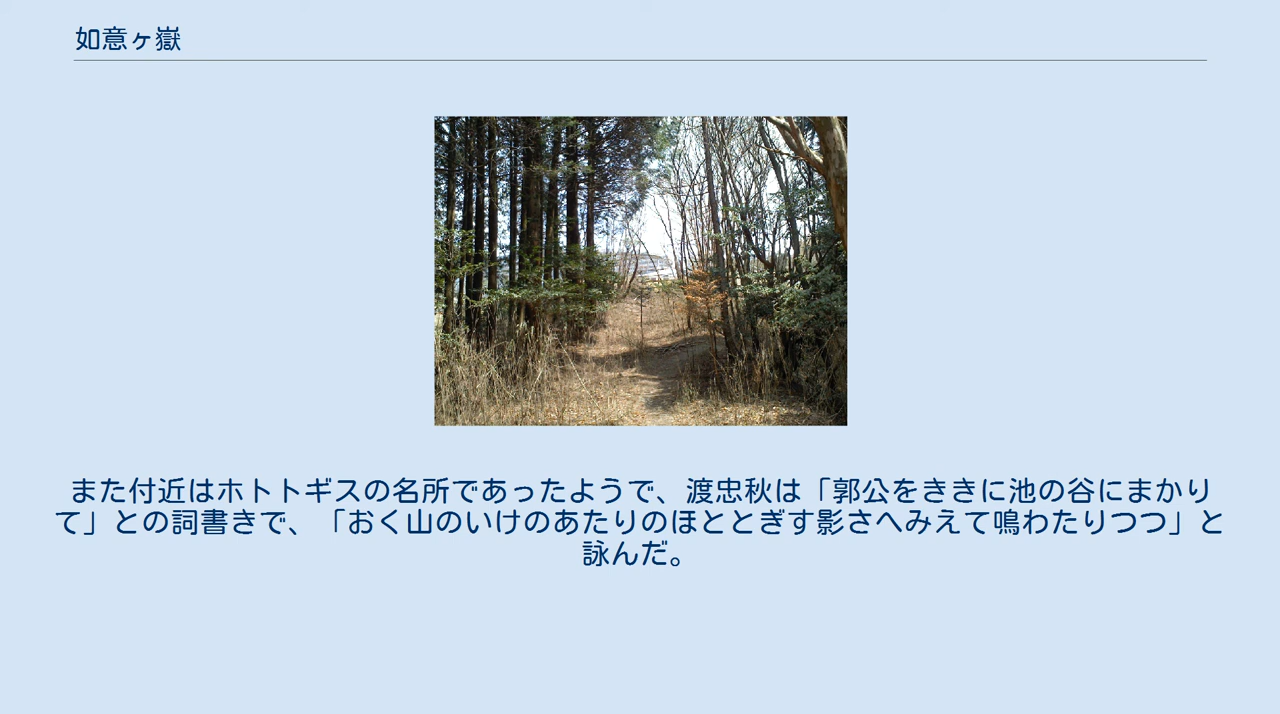 如意ヶ嶽
また付近はホトトギスの名所であったようで、渡忠秋は「郭公をききに池の谷にまかり
て」との詞書きで、「おく山のいけのあたりのほととぎす影さへみえて鳴わたりつつ」と
詠んだ。